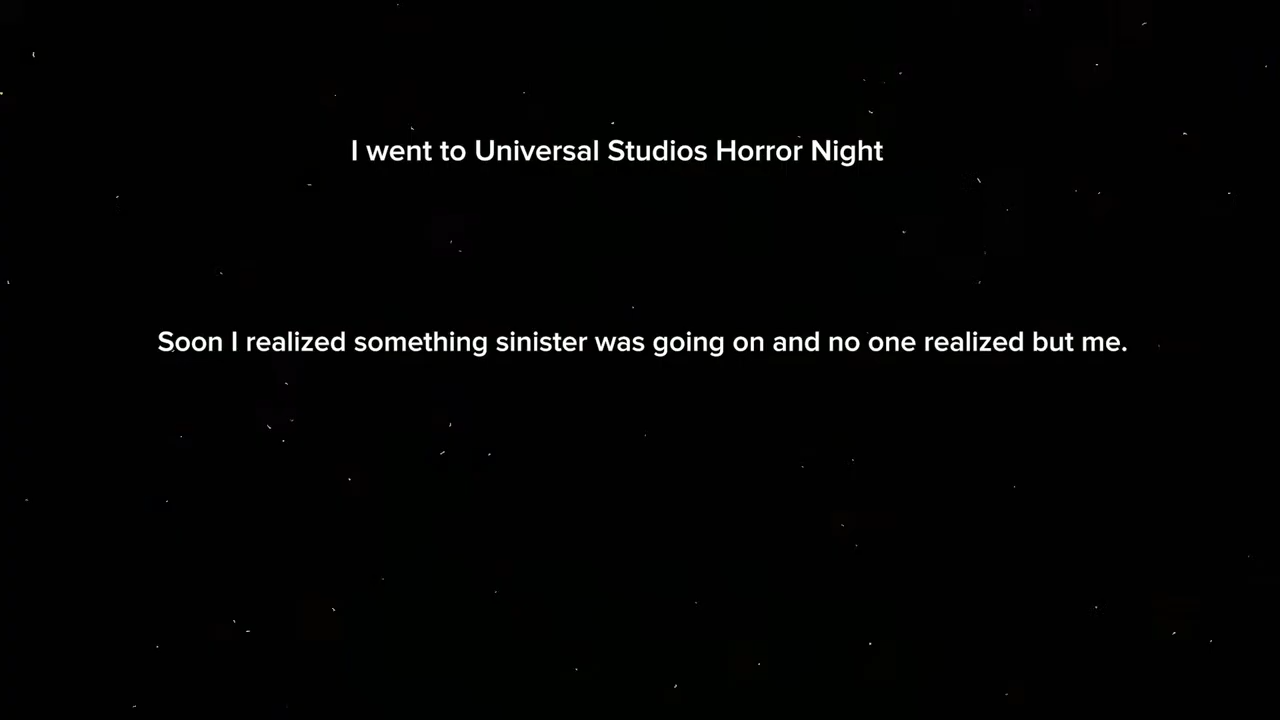 I went to Universal Studios Horror Night
Soon I realized something sinister was going on and no one realized but me.